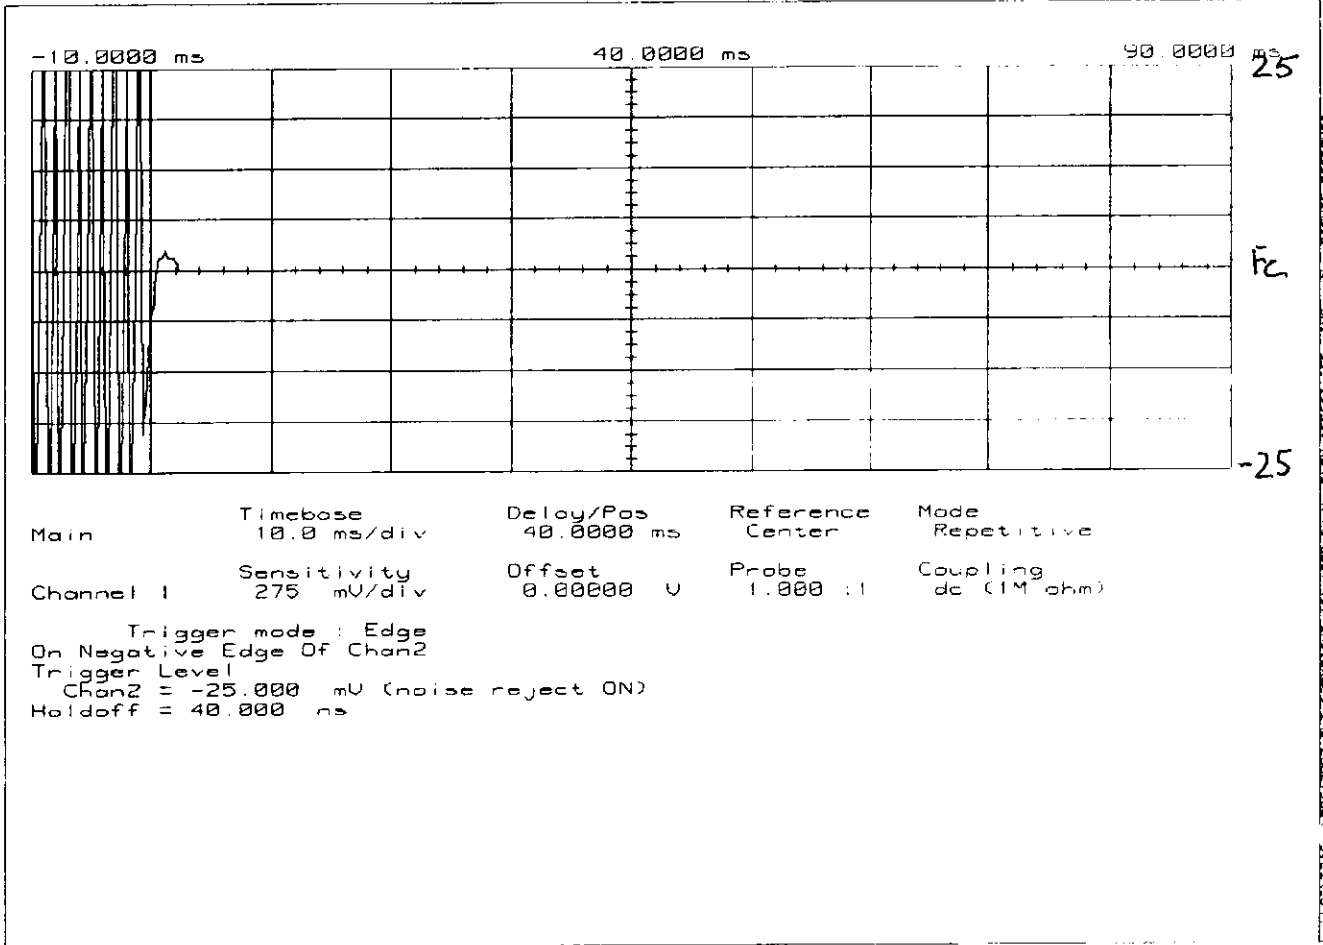 -10.0000 ms 40.0000 ms 90.0000 ms
25
Fc
-25
Timebase Delay/Pos Reference Mode
Main 10.0 ms/div 40.0000 ms Center Repetitive
Sensitivity Offset Probe Coupling
Channel 1 275 mV/div 0.00000 V 1.000 :1 dc (1M ohm)
Trigger mode : Edge
On Negative Edge Of Chan2
Trigger Level
Chan2 = -25.000 mV (noise reject ON)
Holdoff = 40.000 ns